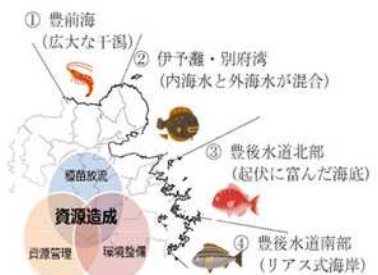 ① 豊前海
(広大な干潟)
② 伊予灘・別府湾
(内海水と外海水が混合)
③ 豊後水道北部
(起伏に富んだ海底)
④ 豊後水道南部
(リアス式海岸)
種苗放流
資源造成
資源管理
環境整備